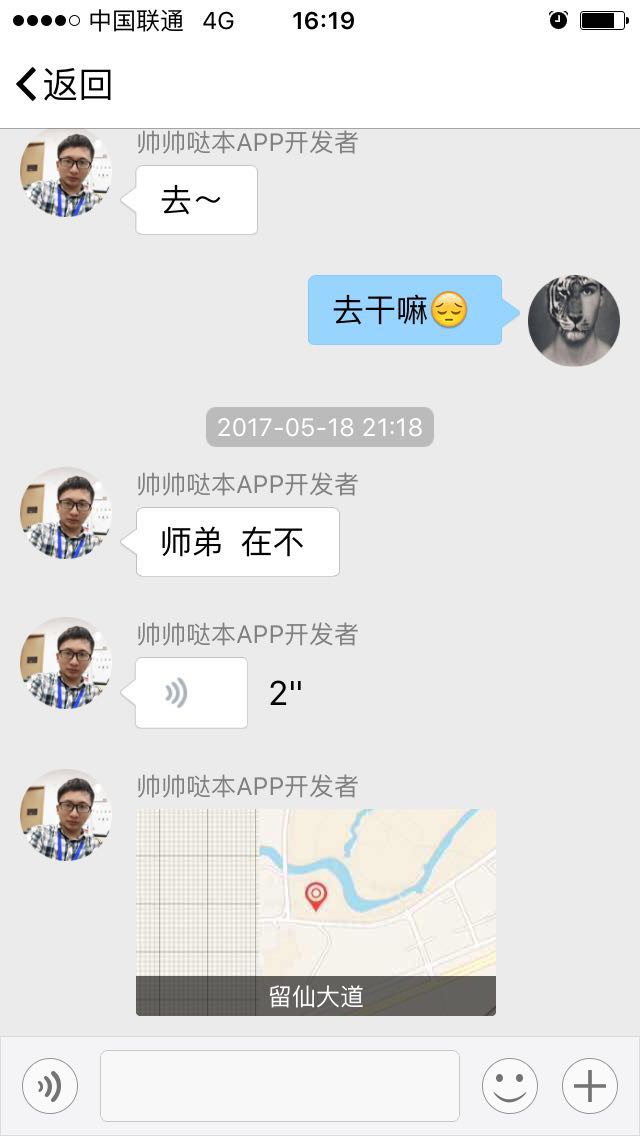 中国联通 4G 16:19
返回
帅帅哒本APP开发者
去～
去干嘛😔
2017-05-18 21:18
帅帅哒本APP开发者
师弟 在不
帅帅哒本APP开发者
2"
帅帅哒本APP开发者
留仙大道